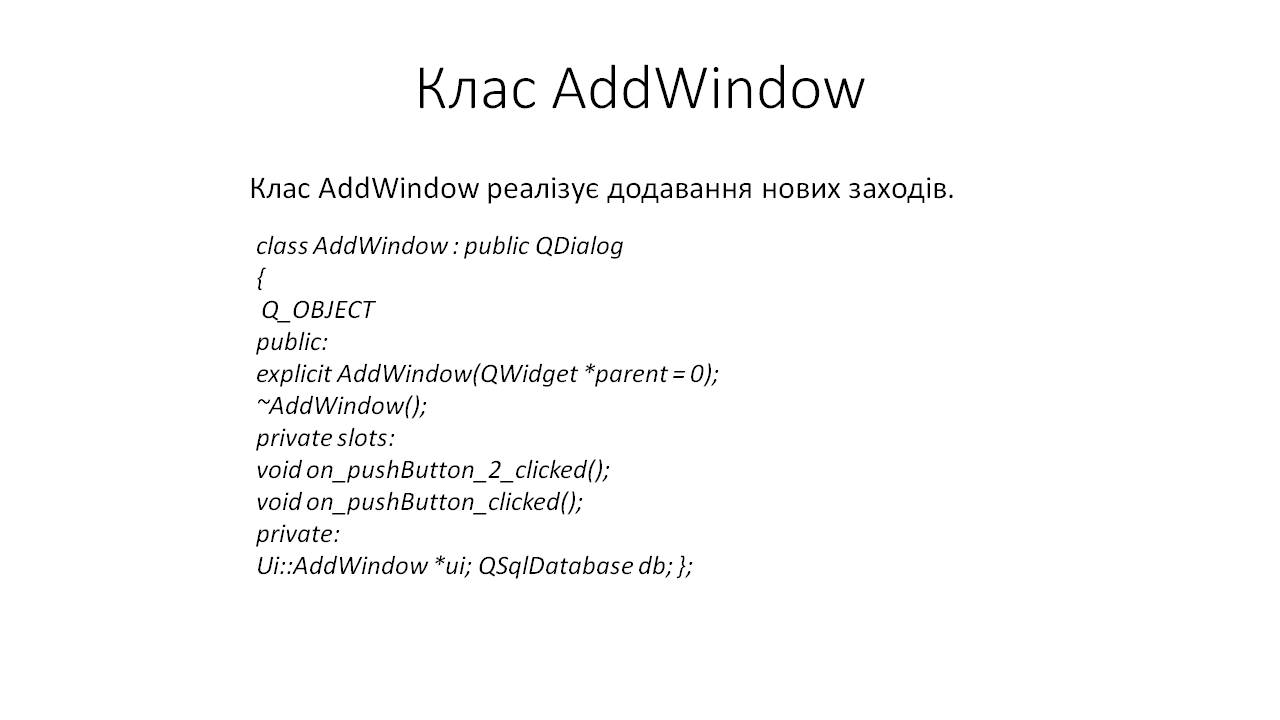 Клас AddWindow
Клас AddWindow реалізує додавання нових заходів.
class AddWindow : public QDialog
{
Q_OBJECT
public:
explicit AddWindow(QWidget *parent = 0);
~AddWindow();
private slots:
void on_pushButton_2_clicked();
void on_pushButton_clicked();
private:
Ui::AddWindow *ui; QSqlDatabase db; };